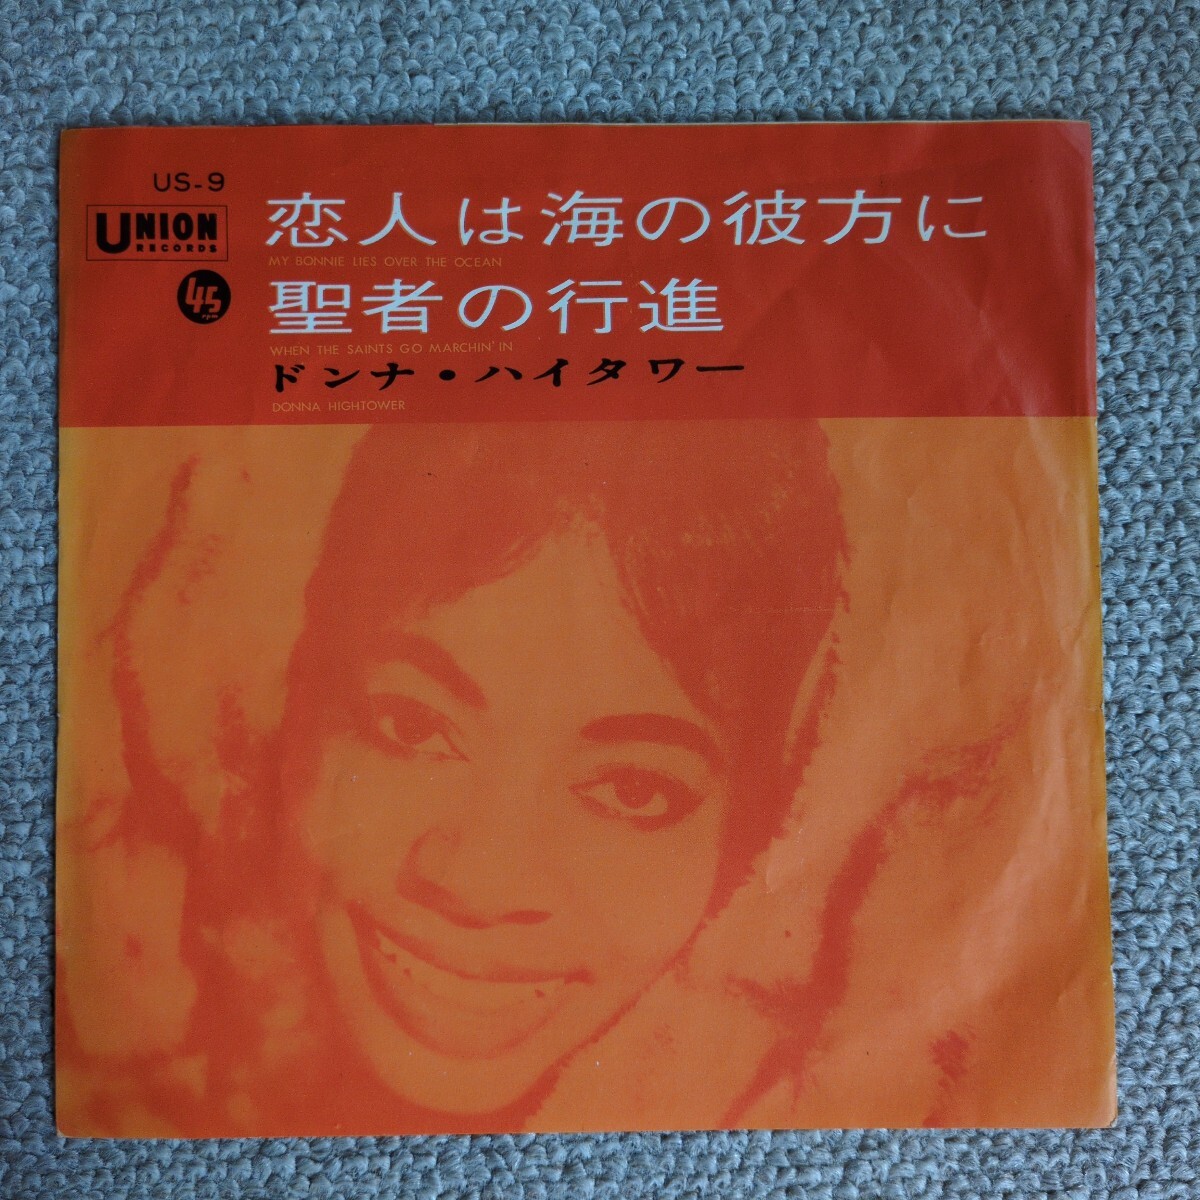 US-9
UNION
RECORDS
45
rpm
恋人は海の彼方に
MY BONNIE LIES OVER THE OCEAN
聖者の行進
WHEN THE SAINTS GO MARCHIN' IN
ドンナ・ハイタワー
DONNA HIGHTOWER